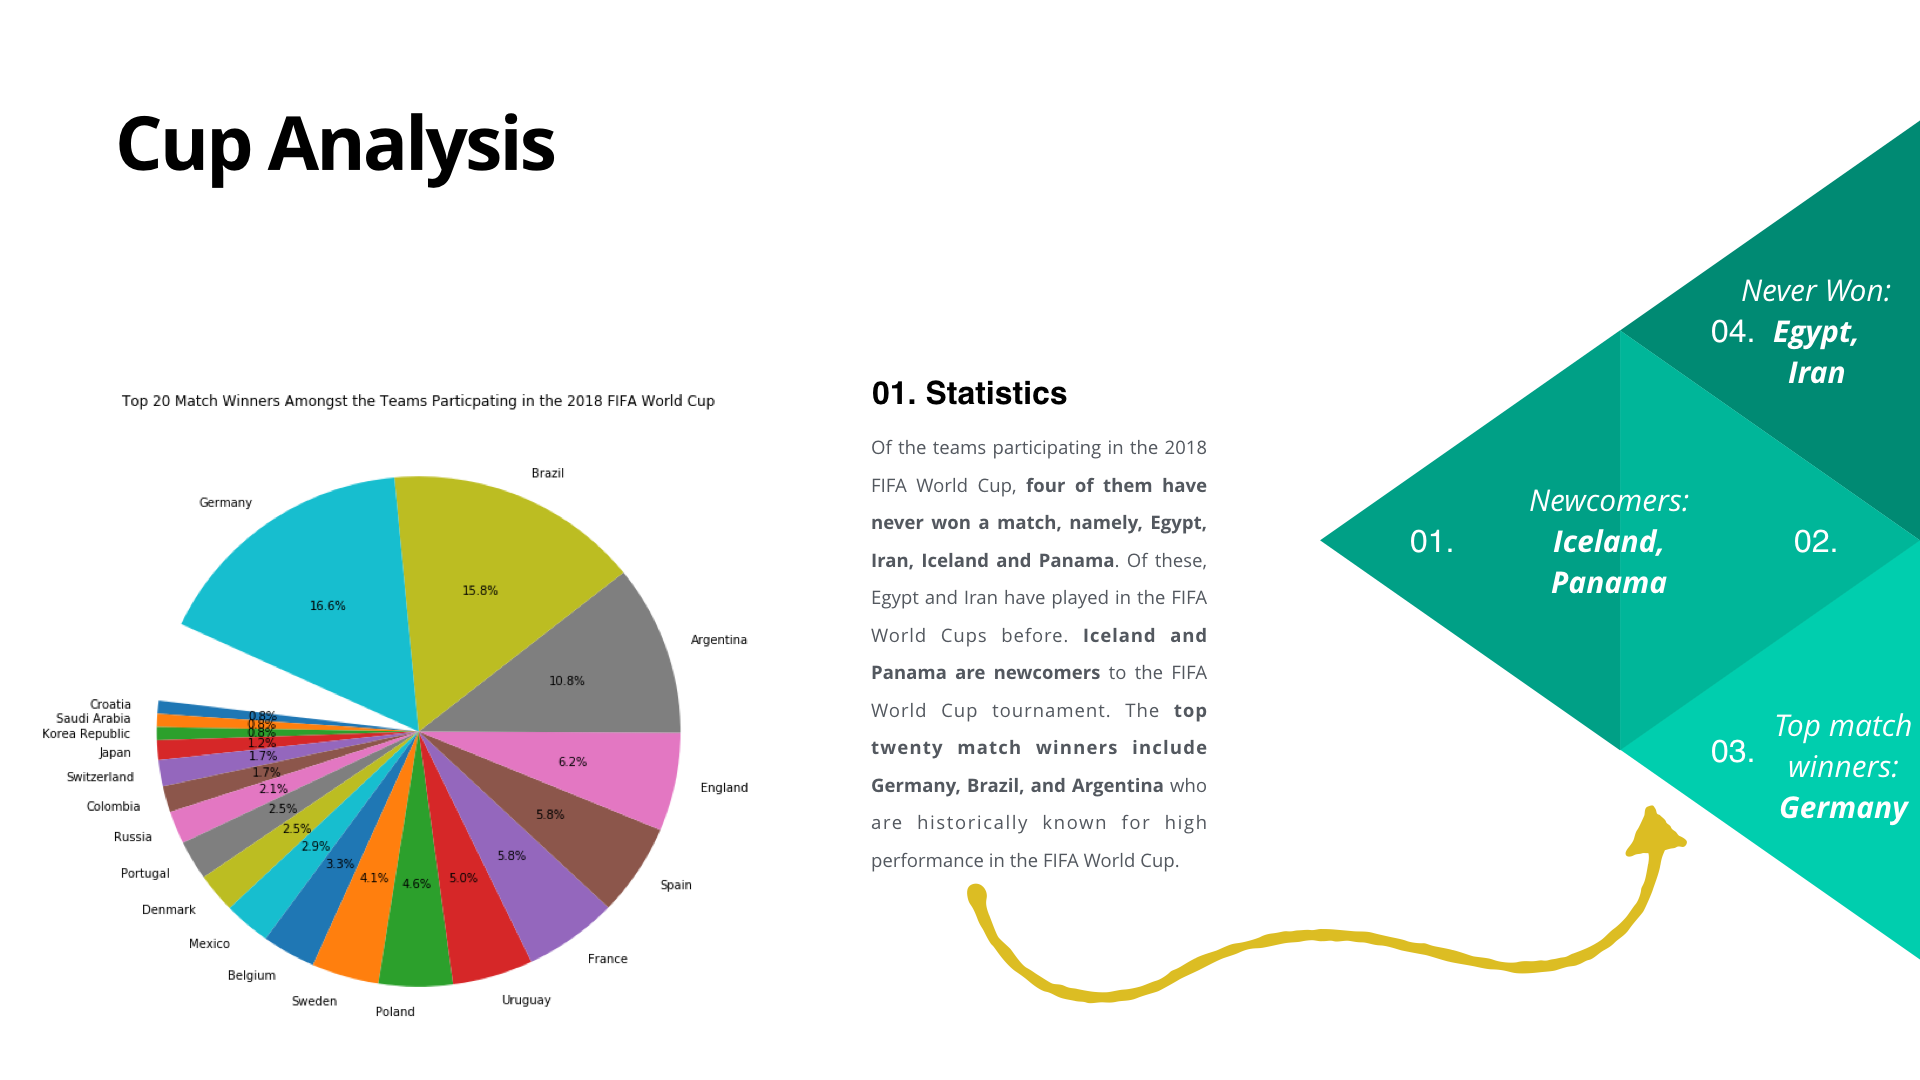 Cup Analysis
Top 20 Match Winners Amongst the Teams Particpating in the 2018 FIFA World Cup
Brazil
Germany
15.8%
16.6%
Argentina
10.8%
Croatia
0.8%
Saudi Arabia
0.8%
Korea Republic
0.8%
Japan
1.2%
Switzerland
1.7%
Colombia
1.7%
Russia
2.1%
Portugal
2.5%
Denmark
2.5%
Mexico
2.9%
Belgium
3.3%
Sweden
4.1%
Poland
4.6%
Uruguay
5.0%
France
5.8%
Spain
5.8%
England
6.2%
01. Statistics
Of the teams participating in the 2018
FIFA World Cup, four of them have
never won a match, namely, Egypt,
Iran, Iceland and Panama. Of these,
Egypt and Iran have played in the FIFA
World Cups before. Iceland and
Panama are newcomers to the FIFA
World Cup tournament. The top
twenty match winners include
Germany, Brazil, and Argentina who
are historically known for high
performance in the FIFA World Cup.
Never Won:
04. Egypt,
Iran
Newcomers:
01. Iceland,
Panama
02.
Top match
03. winners:
Germany